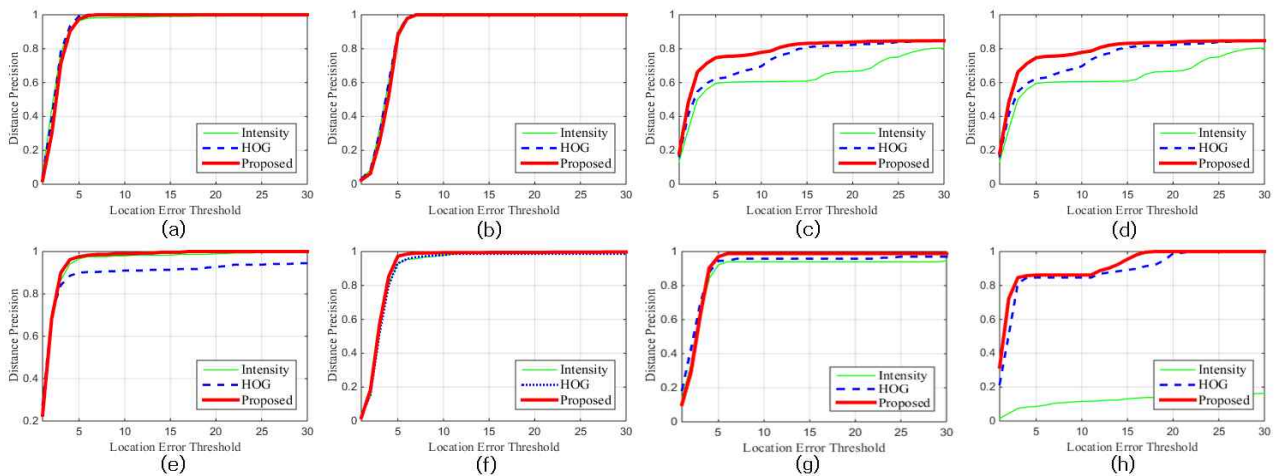 1
0.8
0.6
0.4
0.2
0
Distance Precision
Intensity
HOG
Proposed
5 10 15 20 25 30
Location Error Threshold
(a)
1
0.8
0.6
0.4
0.2
0
Distance Precision
Intensity
HOG
Proposed
5 10 15 20 25 30
Location Error Threshold
(b)
1
0.8
0.6
0.4
0.2
0
Distance Precision
Intensity
HOG
Proposed
5 10 15 20 25 30
Location Error Threshold
(c)
1
0.8
0.6
0.4
0.2
0
Distance Precision
Intensity
HOG
Proposed
5 10 15 20 25 30
Location Error Threshold
(d)
1
0.8
0.6
0.4
0.2
Distance Precision
Intensity
HOG
Proposed
5 10 15 20 25 30
Location Error Threshold
(e)
1
0.8
0.6
0.4
0.2
0
Distance Precision
Intensity
HOG
Proposed
5 10 15 20 25 30
Location Error Threshold
(f)
1
0.8
0.6
0.4
0.2
0
Distance Precision
Intensity
HOG
Proposed
5 10 15 20 25 30
Location Error Threshold
(g)
1
0.8
0.6
0.4
0.2
0
Distance Precision
Intensity
HOG
Proposed
5 10 15 20 25 30
Location Error Threshold
(h)